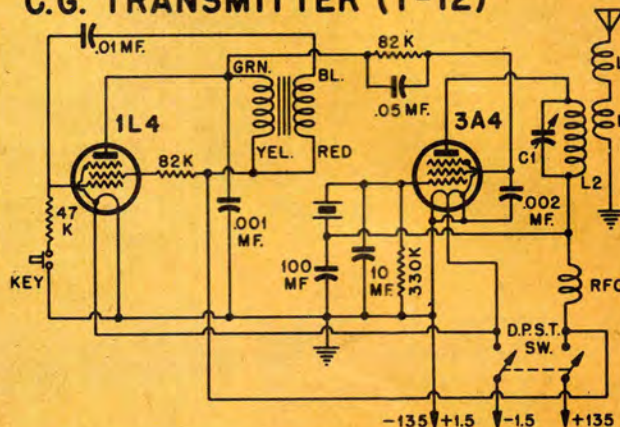 C.G. TRANSMITTER (T-12)
.01 MF.
82 K
GRN.
BL.
.05 MF.
1L4
3A4
82K
YEL.
RED
C1
L2
47
K
.001
MF.
.002
MF.
100
MF
10
MF.
330K
KEY
RFC
D.P.S.T.
SW.
-135
+1.5
-1.5
+135